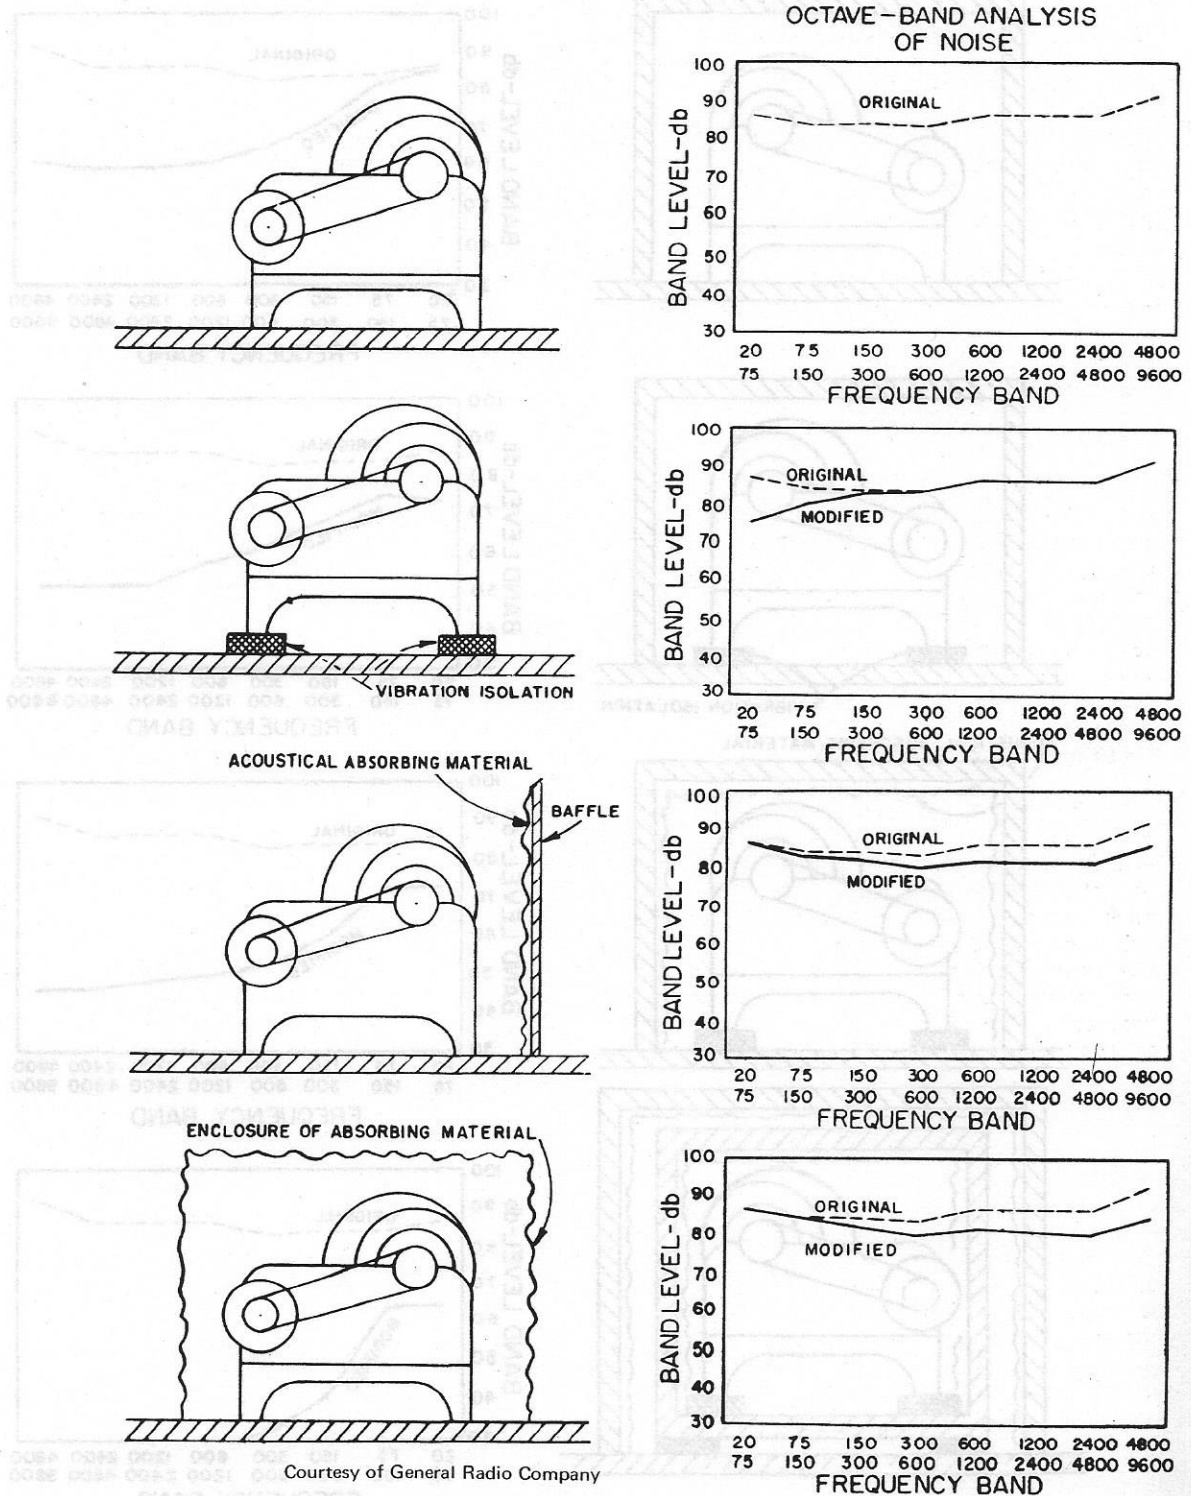 OCTAVE-BAND ANALYSIS
OF NOISE
BAND LEVEL-db
100
90
80
70
60
50
40
30
ORIGINAL
20 75 150 300 600 1200 2400 4800
75 150 300 600 1200 2400 4800 9600
FREQUENCY BAND
VIBRATION ISOLATION
BAND LEVEL-db
100
90
80
70
60
50
40
30
ORIGINAL
MODIFIED
20 75 150 300 600 1200 2400 4800
75 150 300 600 1200 2400 4800 9600
FREQUENCY BAND
ACOUSTICAL ABSORBING MATERIAL
BAFFLE
BAND LEVEL-db
100
90
80
70
60
50
40
30
ORIGINAL
MODIFIED
20 75 150 300 600 1200 2400 4800
75 150 300 600 1200 2400 4800 9600
FREQUENCY BAND
ENCLOSURE OF ABSORBING MATERIAL
BAND LEVEL-db
100
90
80
70
60
50
40
30
ORIGINAL
MODIFIED
20 75 150 300 600 1200 2400 4800
75 150 300 600 1200 2400 4800 9600
FREQUENCY BAND
Courtesy of General Radio Company